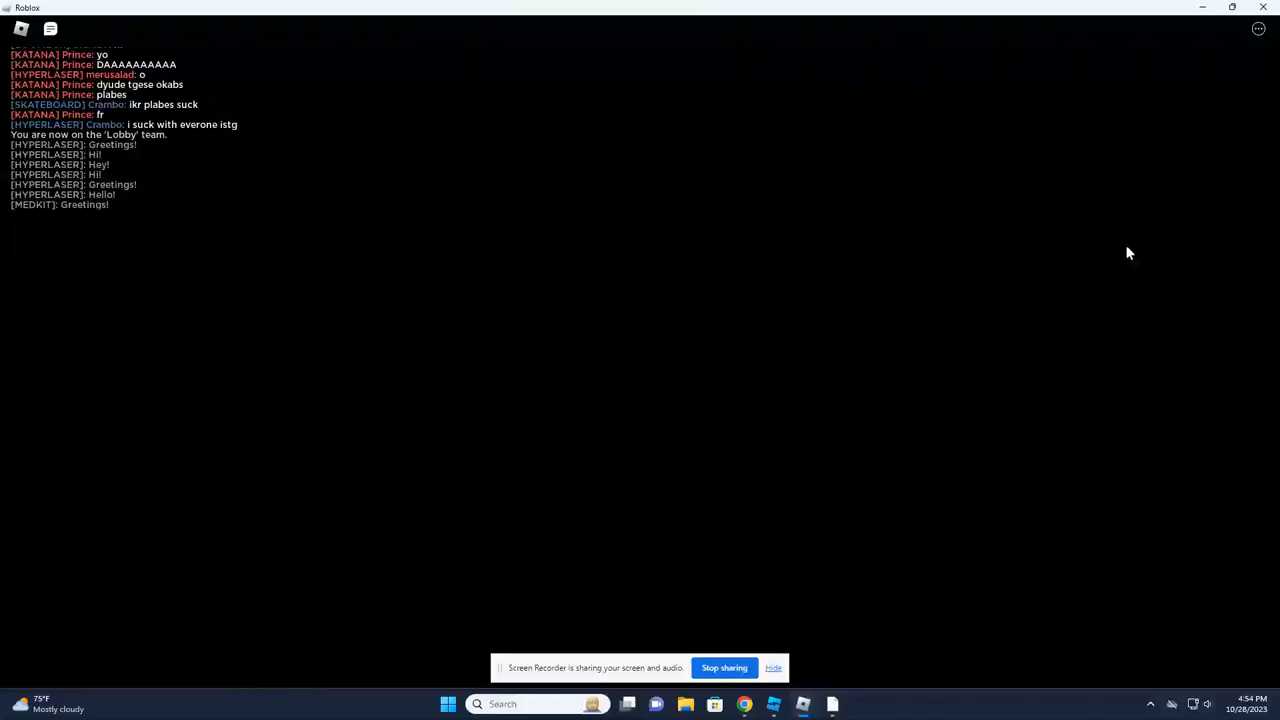 Roblox
[KATANA] Prince: yo
[KATANA] Prince: DAAAAAAAAAA
[HYPERLASER] merusalad: o
[KATANA] Prince: dyude tgese okabs
[KATANA] Prince: plabes
[SKATEBOARD] Crambo: ikr plabes suck
[KATANA] Prince: fr
[HYPERLASER] Crambo: i suck with everone istg
You are now on the 'Lobby' team.
[HYPERLASER]: Greetings!
[HYPERLASER]: Hi!
[HYPERLASER]: Hey!
[HYPERLASER]: Hi!
[HYPERLASER]: Greetings!
[HYPERLASER]: Hello!
[MEDKIT]: Greetings!
Screen Recorder is sharing your screen and audio.
Stop sharing
Hide
75°F
Mostly cloudy
Search
4:54 PM
10/28/2023